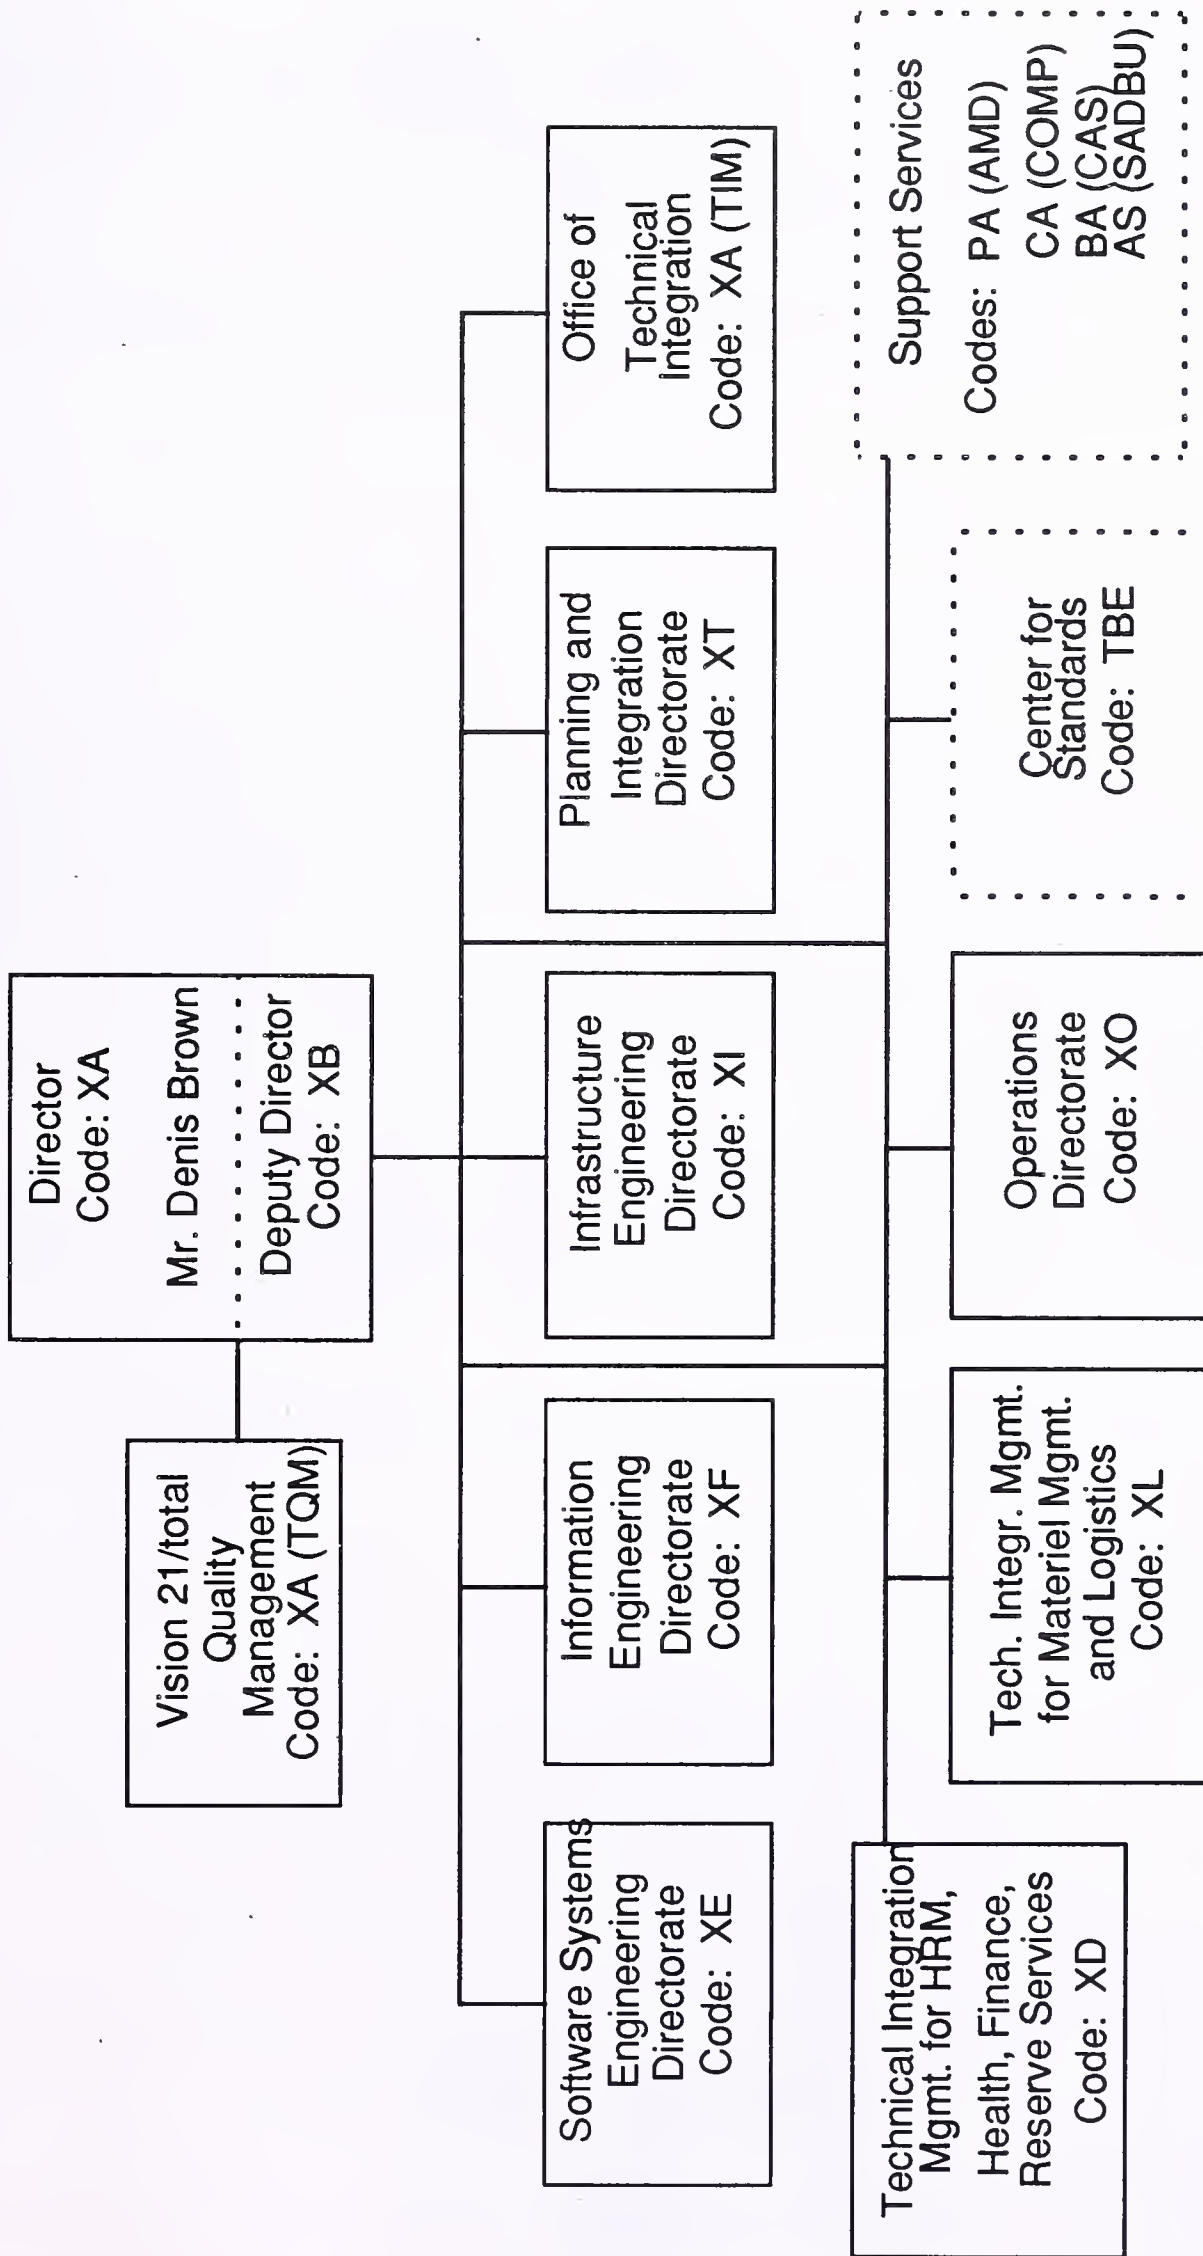 Director
Code: XA
Mr. Denis Brown
Deputy Director
Code: XB
Vision 21/total
Quality
Management
Code: XA (TQM)
Software Systems
Engineering
Directorate
Code: XE
Information
Engineering
Directorate
Code: XF
Infrastructure
Engineering
Directorate
Code: XI
Planning and
Integration
Directorate
Code: XT
Office of
Technical
Integration
Code: XA (TIM)
Technical Integration
Mgmt. for HRM,
Health, Finance,
Reserve Services
Code: XD
Tech. Integr. Mgmt.
for Materiel Mgmt.
and Logistics
Code: XL
Operations
Directorate
Code: XO
Center for
Standards
Code: TBE
Support Services
Codes: PA (AMD)
CA (COMP)
BA (CAS)
AS (SADBU)